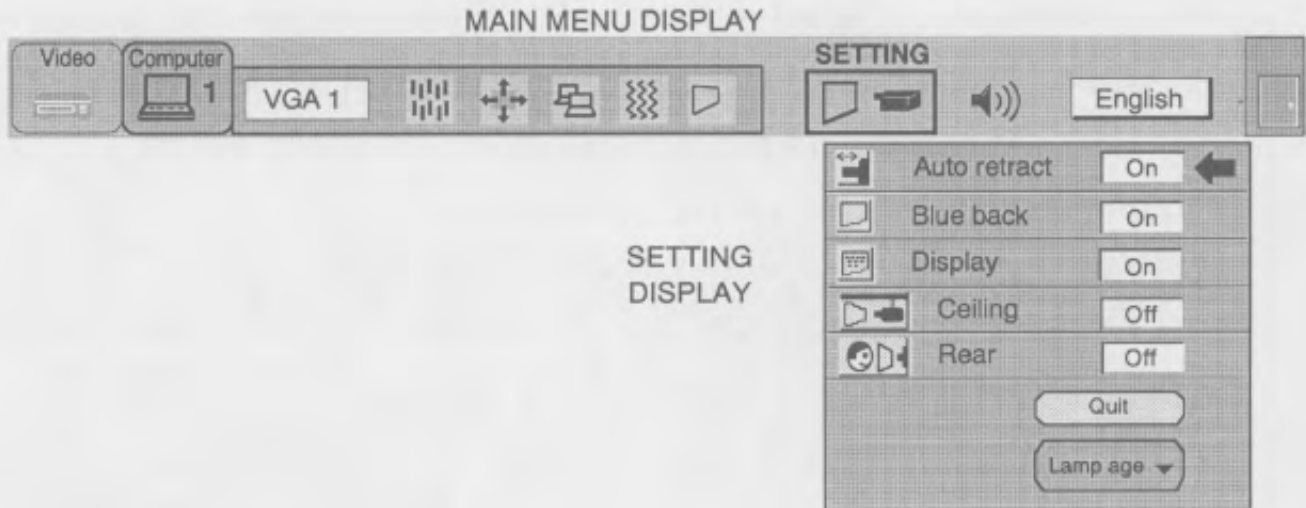 MAIN MENU DISPLAY
Video
Computer
1
VGA 1
SETTING
English
Auto retract On
Blue back On
Display On
Ceiling Off
Rear Off
SETTING
DISPLAY
Quit
Lamp age